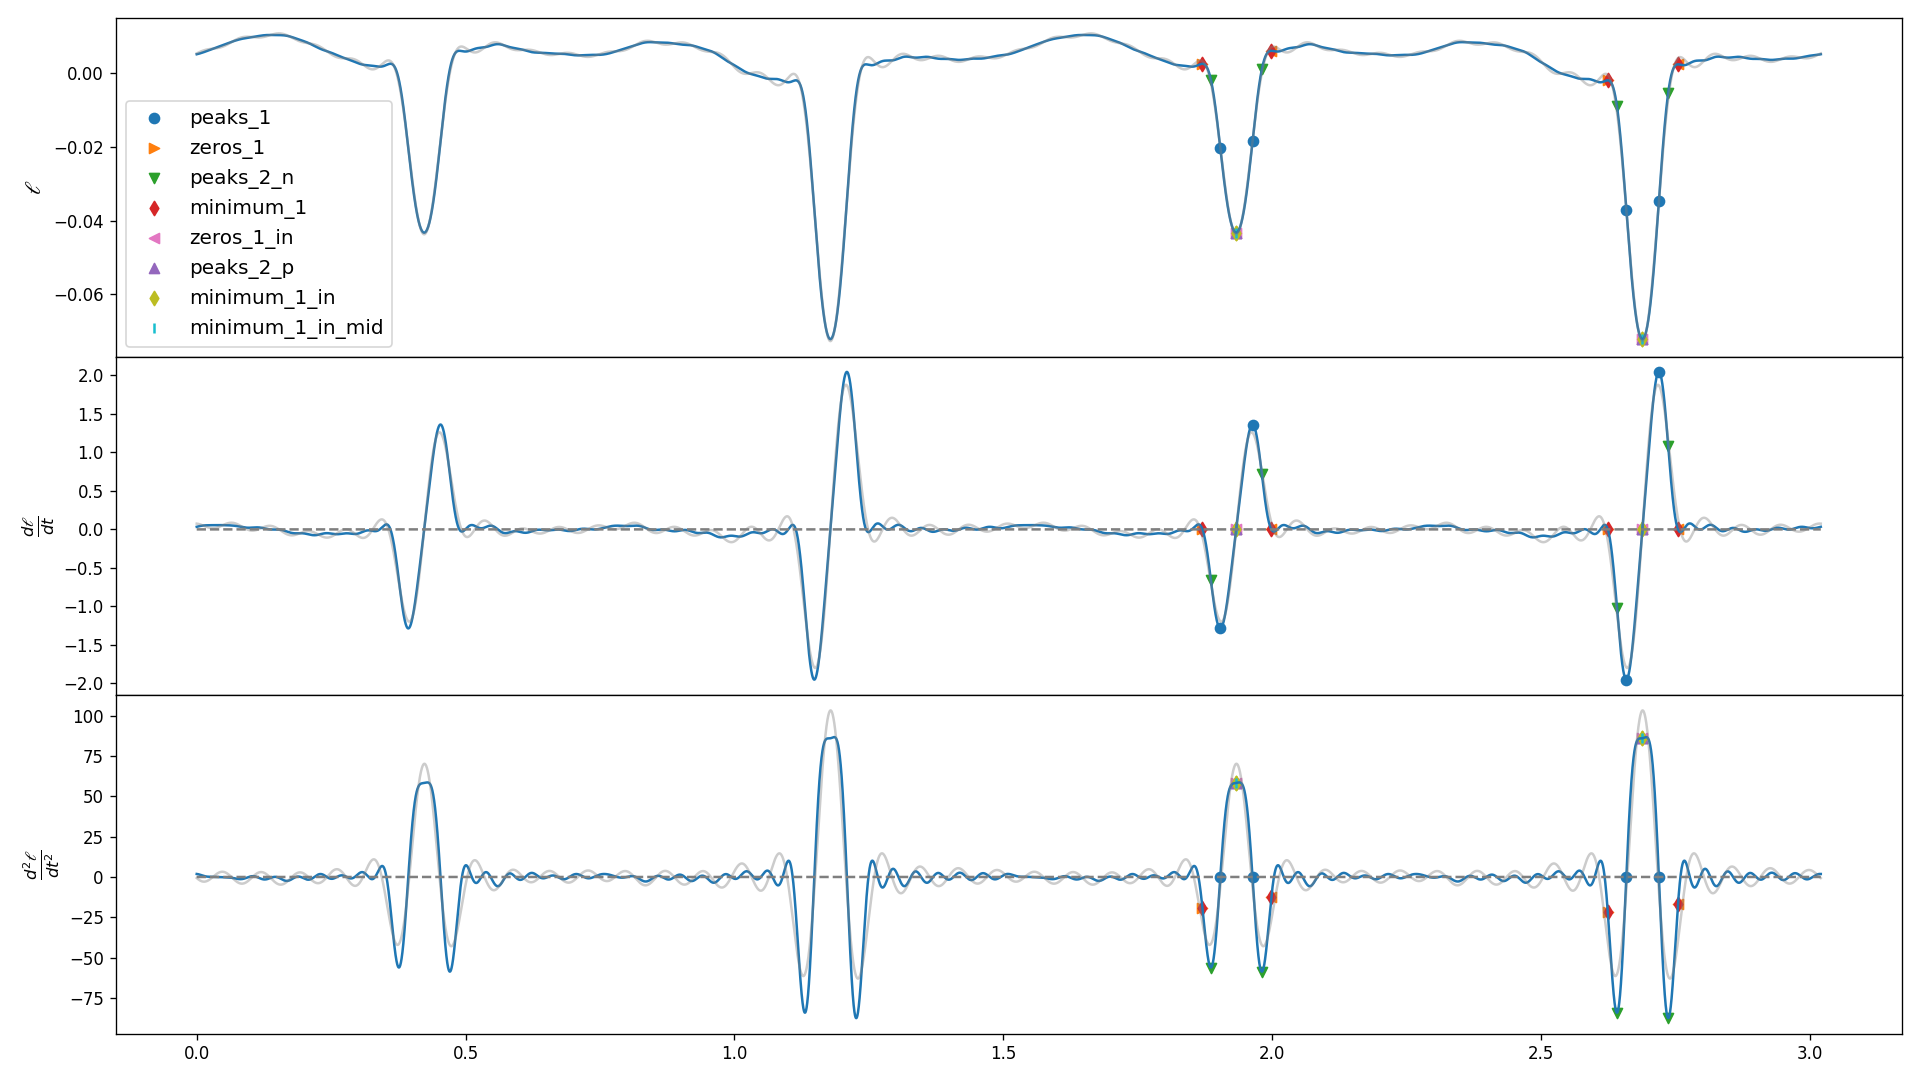 0.00
−0.02
−0.04
−0.06
ℓ
peaks_1
zeros_1
peaks_2_n
minimum_1
zeros_1_in
peaks_2_p
minimum_1_in
minimum_1_in_mid
2.0
1.5
1.0
0.5
0.0
−0.5
−1.0
−1.5
−2.0
dℓ/dt
100
75
50
25
0
−25
−50
−75
d²ℓ/dt²
0.0 0.5 1.0 1.5 2.0 2.5 3.0